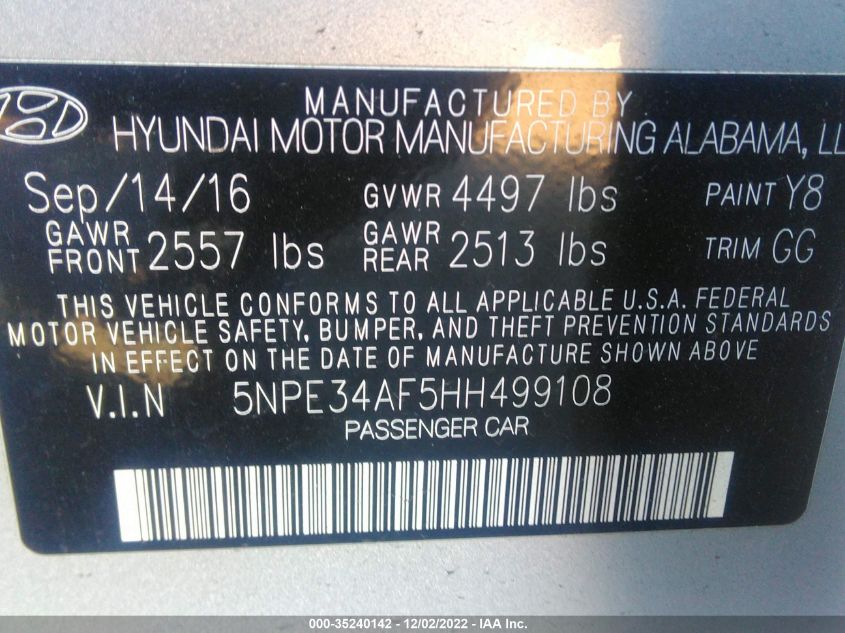 MANUFACTURED BY
HYUNDAI MOTOR MANUFACTURING ALABAMA, LL
Sep/14/16 GVWR 4497 lbs PAINT Y8
GAWR FRONT 2557 lbs GAWR REAR 2513 lbs TRIM GG
THIS VEHICLE CONFORMS TO ALL APPLICABLE U.S.A. FEDERAL
MOTOR VEHICLE SAFETY, BUMPER, AND THEFT PREVENTION STANDARDS
IN EFFECT ON THE DATE OF MANUFACTURE SHOWN ABOVE
V.I.N 5NPE34AF5HH499108
PASSENGER CAR
000-35240142 - 12/02/2022 - IAA Inc.